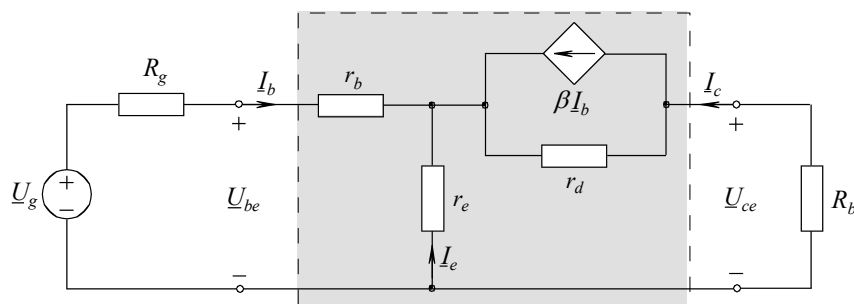 R_g
I_b
r_b
βI_b
I_c
+
+
+
−
U_g
U_be
r_e
r_d
U_ce
R_b
I_e
−
−